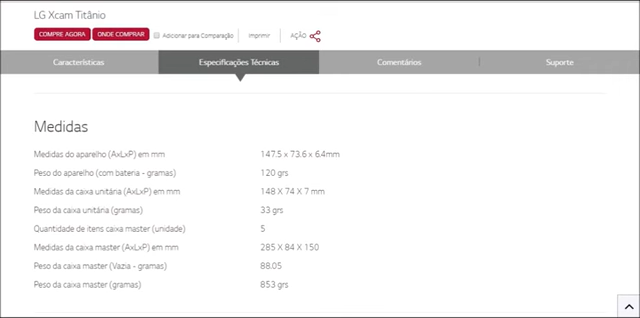 LG Xcam Titânio
COMPRE AGORA ONDE COMPRAR Adicionar para Comparação Imprimir AÇÃO
Características Especificações Técnicas Comentários Suporte
Medidas
Medidas do aparelho (AxLxP) em mm 147.5 x 73.6 x 6.4mm
Peso do aparelho (com bateria - gramas) 120 grs
Medidas da caixa unitária (AxLxP) em mm 148 X 74 X 7 mm
Peso da caixa unitária (gramas) 33 grs
Quantidade de itens caixa master (unidade) 5
Medidas da caixa master (AxLxP) em mm 285 X 84 X 150
Peso da caixa master (Vazia - gramas) 88.05
Peso da caixa master (gramas) 853 grs